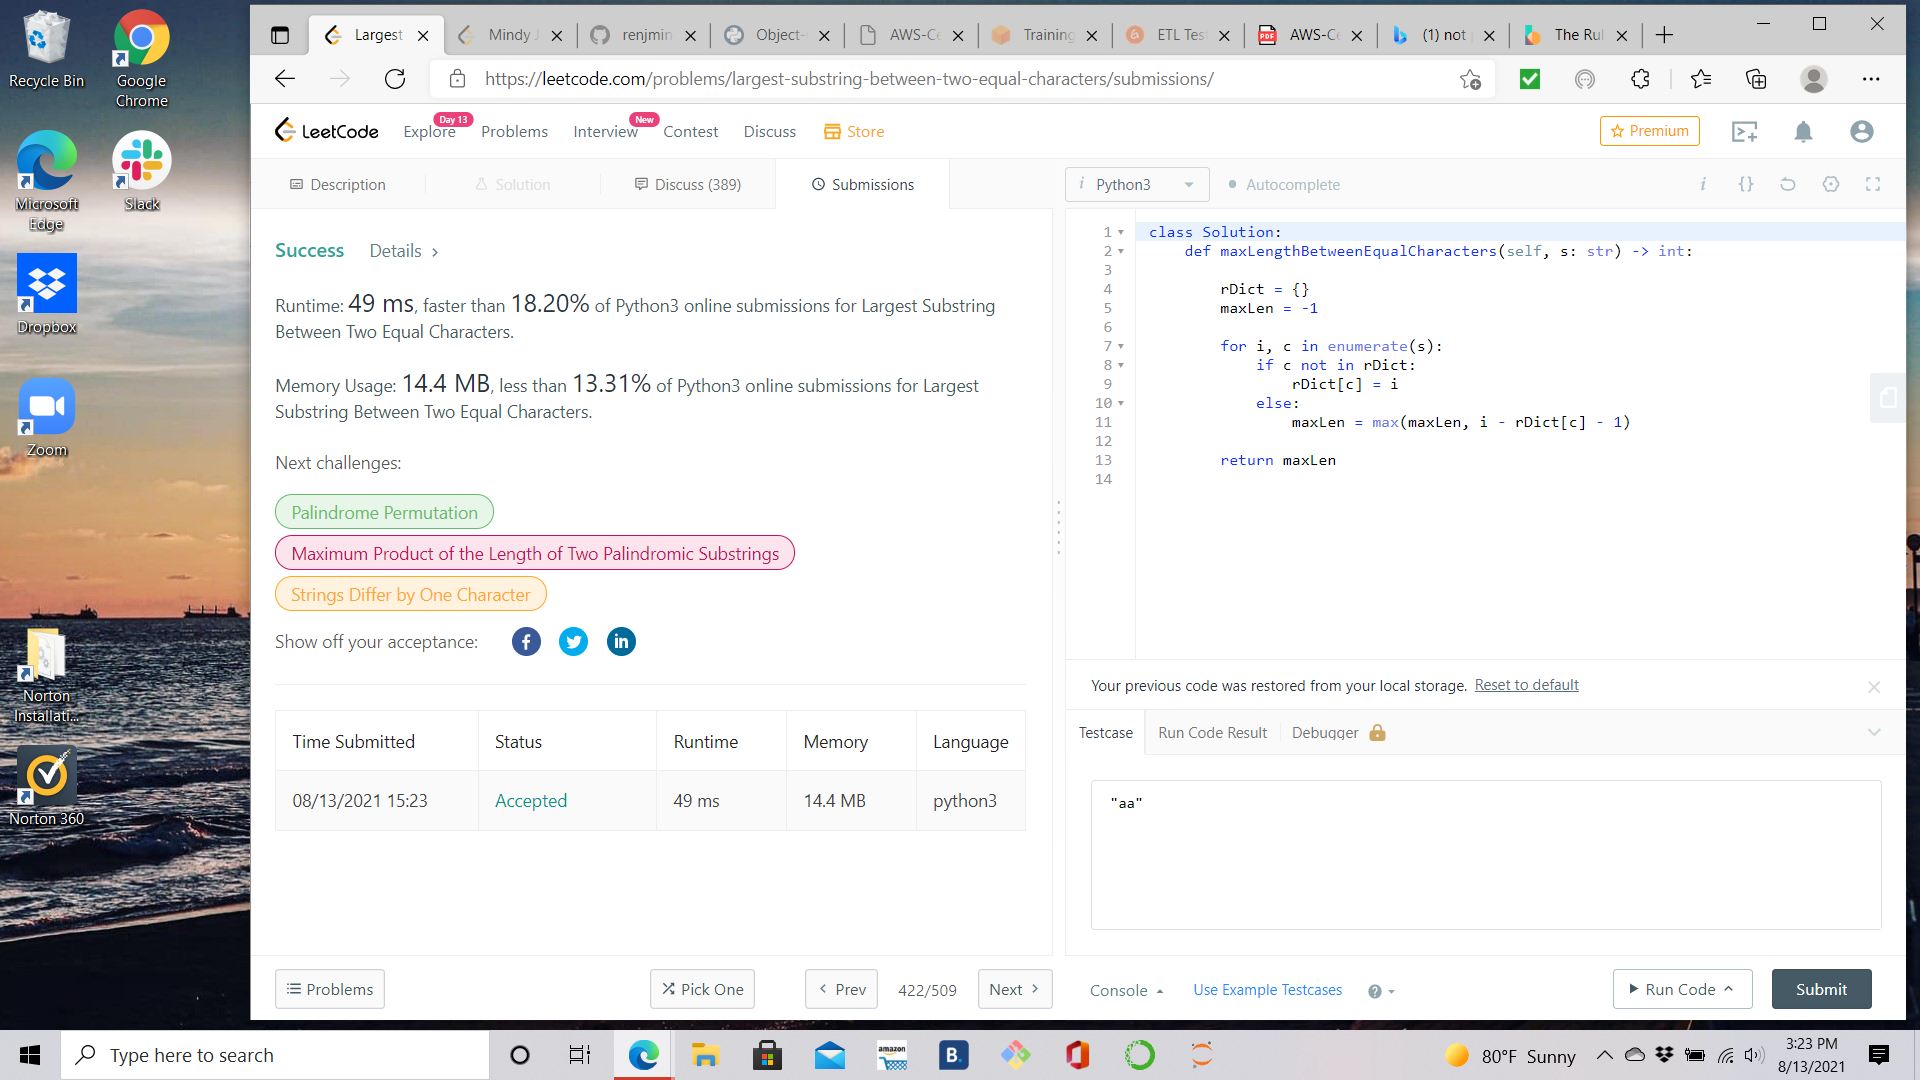 Recycle Bin
Google
Chrome
Microsoft
Edge
Slack
Dropbox
Zoom
Norton
Installati...
Norton 360
Largest
Mindy J
renjmin
Object-
AWS-Ce
Training
ETL Tes
AWS-Ce
(1) not
The Rul
https://leetcode.com/problems/largest-substring-between-two-equal-characters/submissions/
LeetCode
Explore
Day 13
Problems
Interview
New
Contest
Discuss
Store
Premium
Description
Solution
Discuss (389)
Submissions
Success
Details >
Runtime: 49 ms, faster than 18.20% of Python3 online submissions for Largest Substring
Between Two Equal Characters.
Memory Usage: 14.4 MB, less than 13.31% of Python3 online submissions for Largest
Substring Between Two Equal Characters.
Next challenges:
Palindrome Permutation
Maximum Product of the Length of Two Palindromic Substrings
Strings Differ by One Character
Show off your acceptance:
Time Submitted Status Runtime Memory Language
08/13/2021 15:23 Accepted 49 ms 14.4 MB python3
Problems
Pick One
< Prev
422/509
Next >
i Python3
Autocomplete
i {}
1 class Solution:
2 def maxLengthBetweenEqualCharacters(self, s: str) -> int:
3
4 rDict = {}
5 maxLen = -1
6
7 for i, c in enumerate(s):
8 if c not in rDict:
9 rDict[c] = i
10 else:
11 maxLen = max(maxLen, i - rDict[c] - 1)
12
13 return maxLen
14
Your previous code was restored from your local storage. Reset to default
Testcase
Run Code Result
Debugger
"aa"
Console
Use Example Testcases
?
Run Code
Submit
Type here to search
amazon
B.
80°F Sunny
3:23 PM
8/13/2021